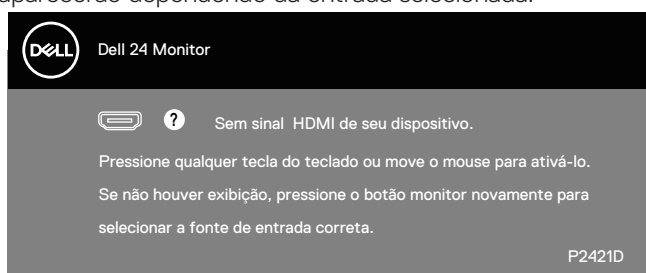 aparecerão dependendo da entrada selecionada.
DELL
Dell 24 Monitor
? Sem sinal HDMI de seu dispositivo.
Pressione qualquer tecla do teclado ou move o mouse para ativá-lo.
Se não houver exibição, pressione o botão monitor novamente para
selecionar a fonte de entrada correta.
P2421D